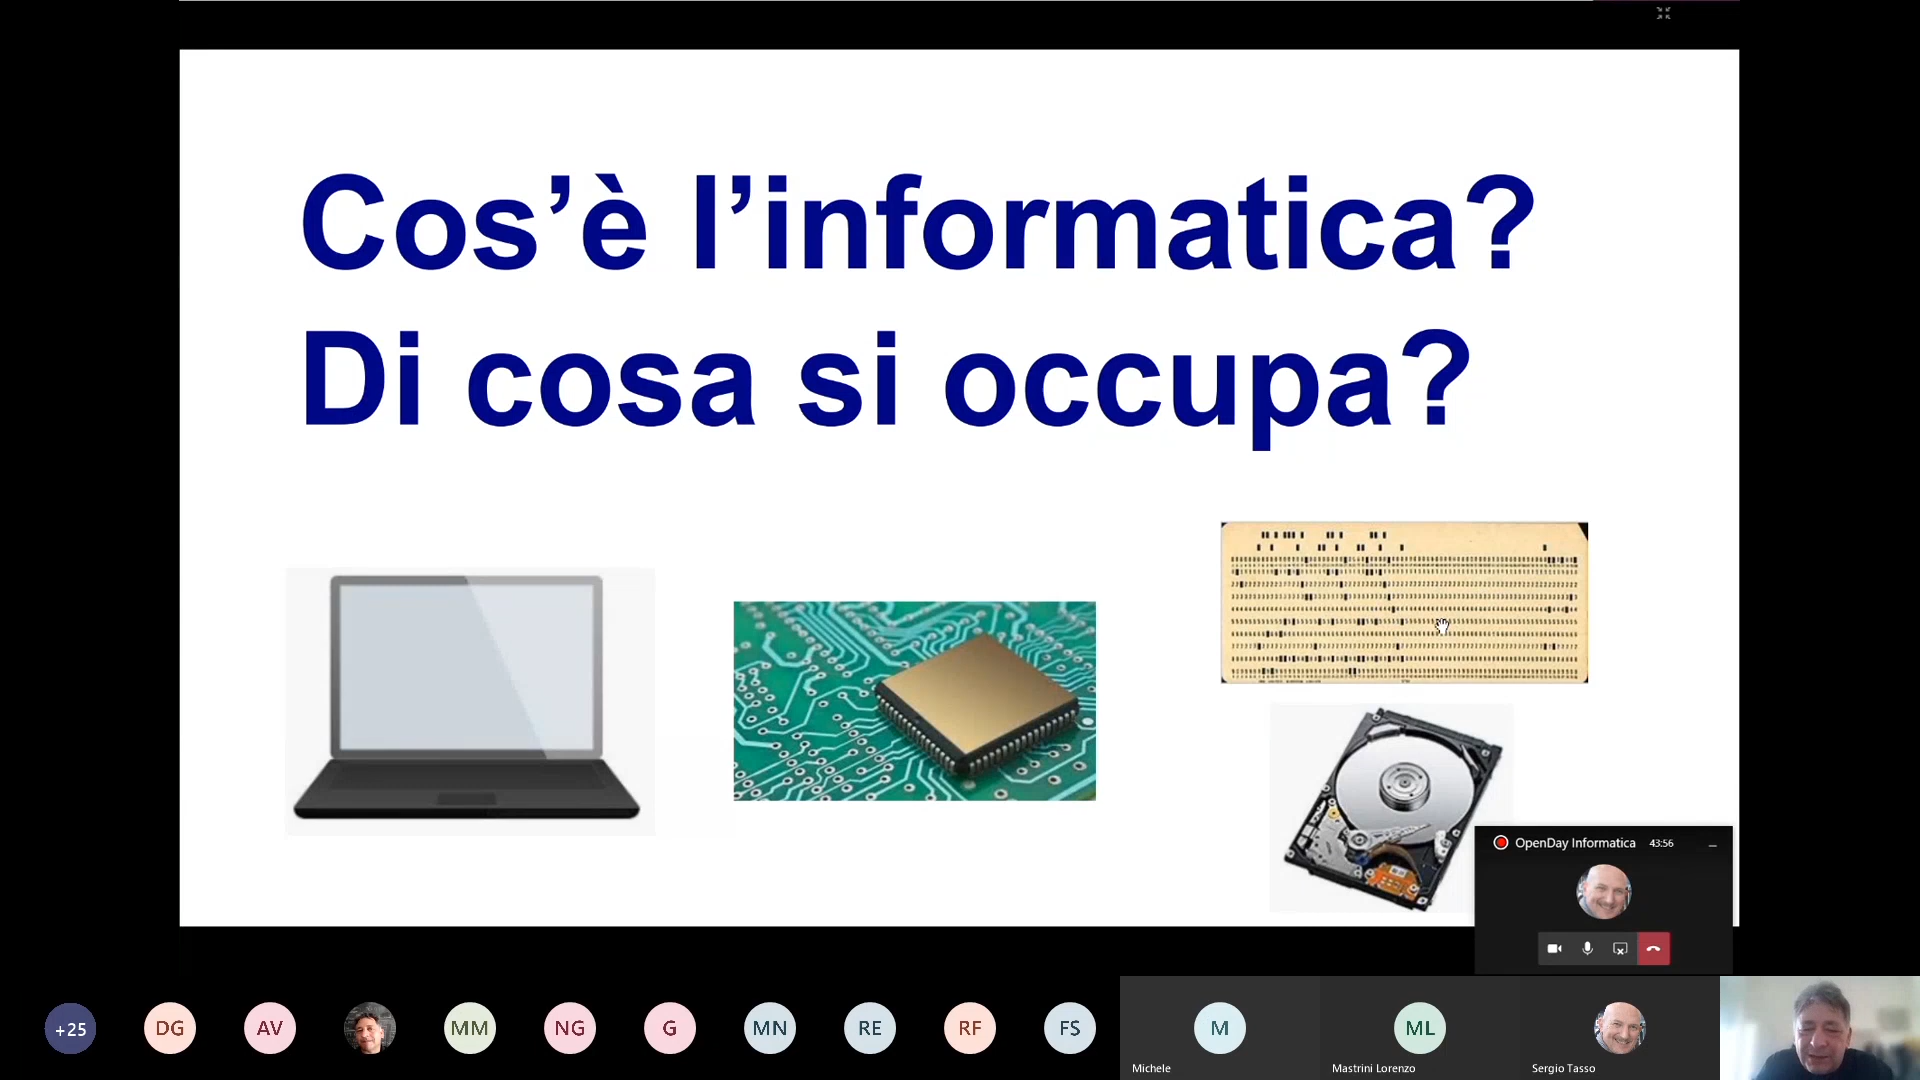 Cos’è l’informatica?
Di cosa si occupa?
OpenDay Informatica 43:56
+25
DG
AV
MM
NG
G
MN
RE
RF
FS
M
Michele
ML
Mastrini Lorenzo
Sergio Tasso